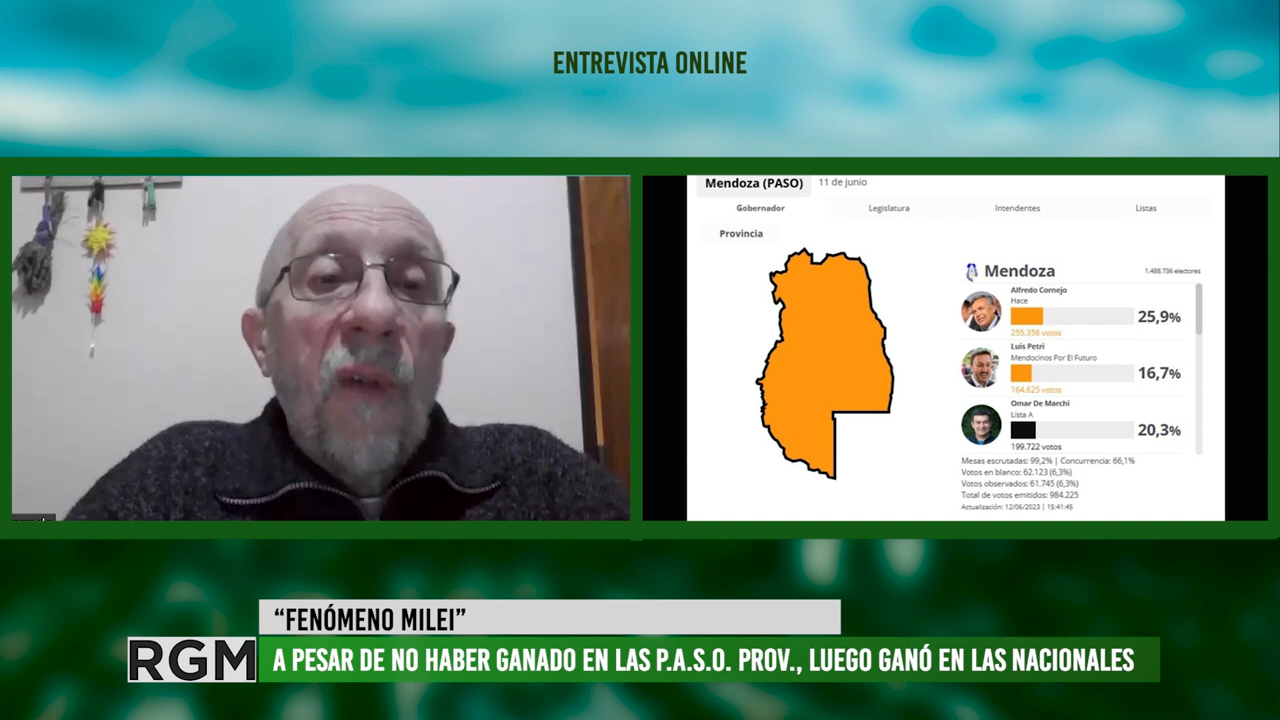 ENTREVISTA ONLINE
Mendoza (PASO) 11 de junio
Gobernador Legislatura Intendentes Listas
Provincia
Mendoza 1.488.736 electores
Alfredo Cornejo
Hace
25,9%
255.356 votos
Luis Petri
Mendocinos Por El Futuro
16,7%
164.625 votos
Omar De Marchi
Lista A
20,3%
199.722 votos
Mesas escrutadas: 99,2% | Concurrencia: 66,1%
Votos en blanco: 62.123 (6,3%)
Votos observados: 61.745 (6,3%)
Total de votos emitidos: 984.225
Actualización: 12/06/2023 | 15:41:45
“FENÓMENO MILEI”
RGM
A PESAR DE NO HABER GANADO EN LAS P.A.S.O. PROV., LUEGO GANÓ EN LAS NACIONALES